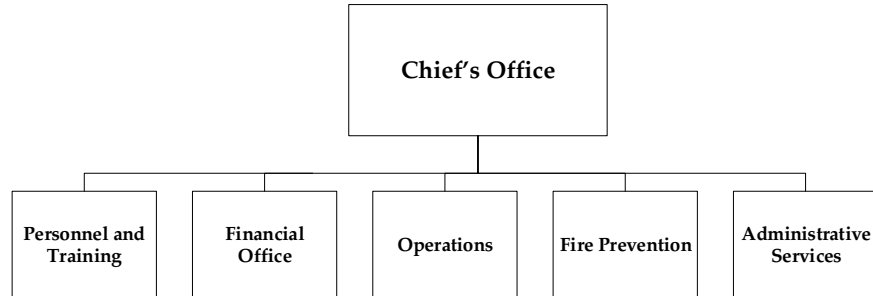 Chief’s Office
Personnel and
Training
Financial
Office
Operations
Fire Prevention
Administrative
Services